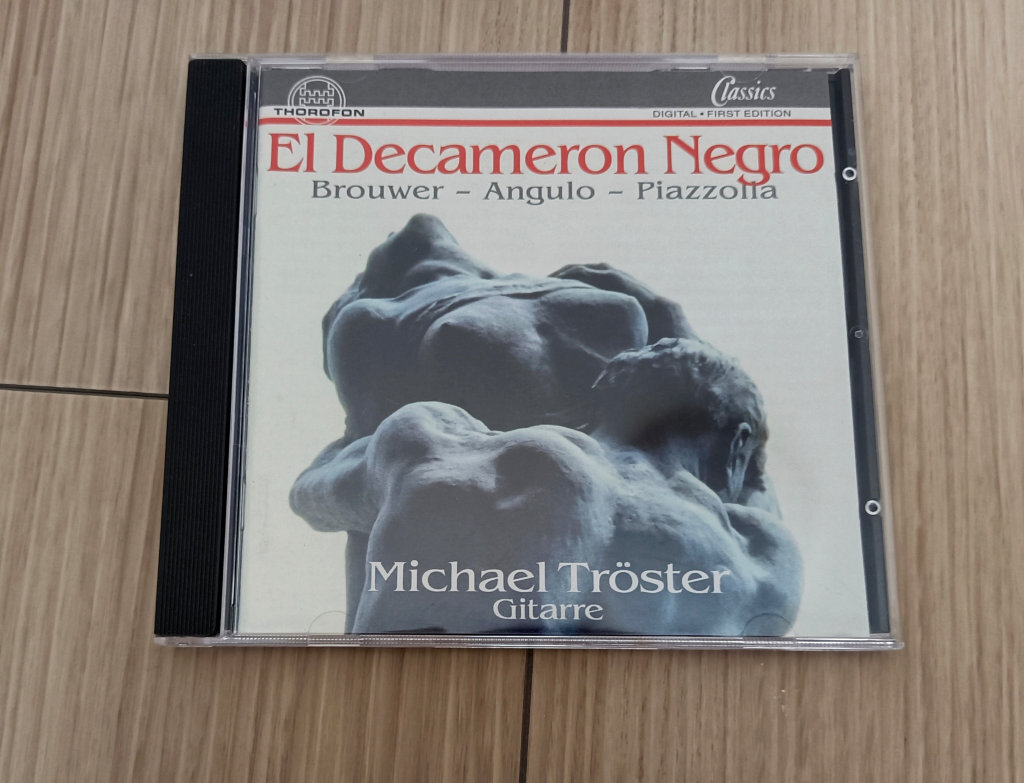 THOROFON
Classics
DIGITAL • FIRST EDITION
El Decameron Negro
Brouwer – Angulo – Piazzolla
Michael Tröster
Gitarre